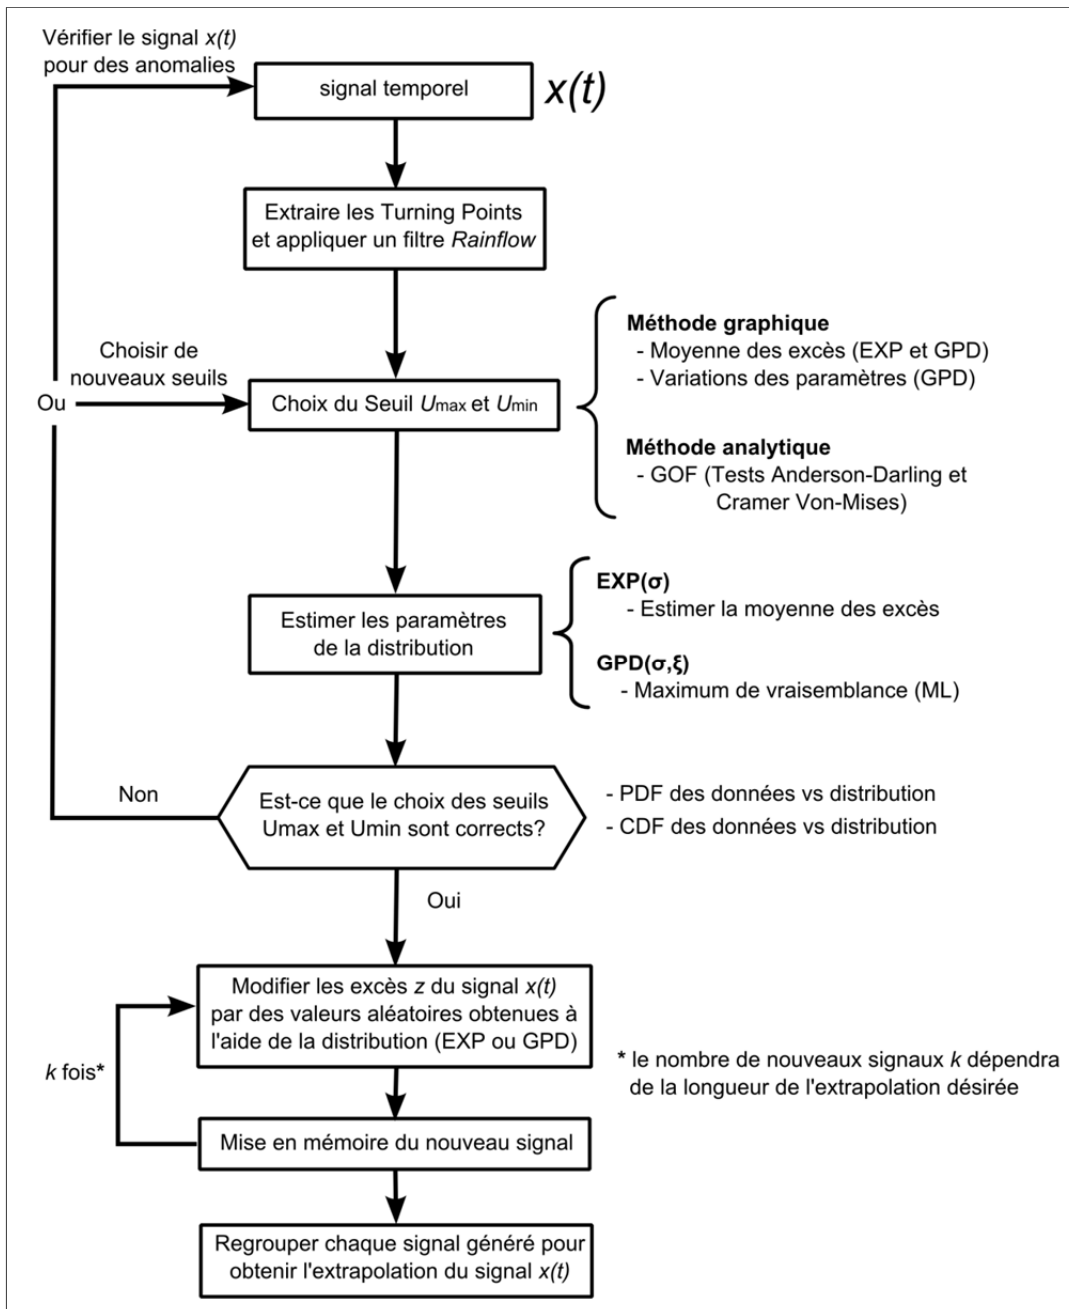 Vérifier le signal x(t)
pour des anomalies
signal temporel
x(t)
Extraire les Turning Points
et appliquer un filtre Rainflow
Choisir de
nouveaux seuils
Ou
Choix du Seuil Umax et Umin
Méthode graphique
- Moyenne des excès (EXP et GPD)
- Variations des paramètres (GPD)
Méthode analytique
- GOF (Tests Anderson-Darling et
Cramer Von-Mises)
Estimer les paramètres
de la distribution
EXP(σ)
- Estimer la moyenne des excès
GPD(σ,ξ)
- Maximum de vraisemblance (ML)
Non
Est-ce que le choix des seuils
Umax et Umin sont corrects?
- PDF des données vs distribution
- CDF des données vs distribution
Oui
Modifier les excès z du signal x(t)
par des valeurs aléatoires obtenues à
l'aide de la distribution (EXP ou GPD)
k fois*
* le nombre de nouveaux signaux k dépendra
de la longueur de l'extrapolation désirée
Mise en mémoire du nouveau signal
Regrouper chaque signal généré pour
obtenir l'extrapolation du signal x(t)